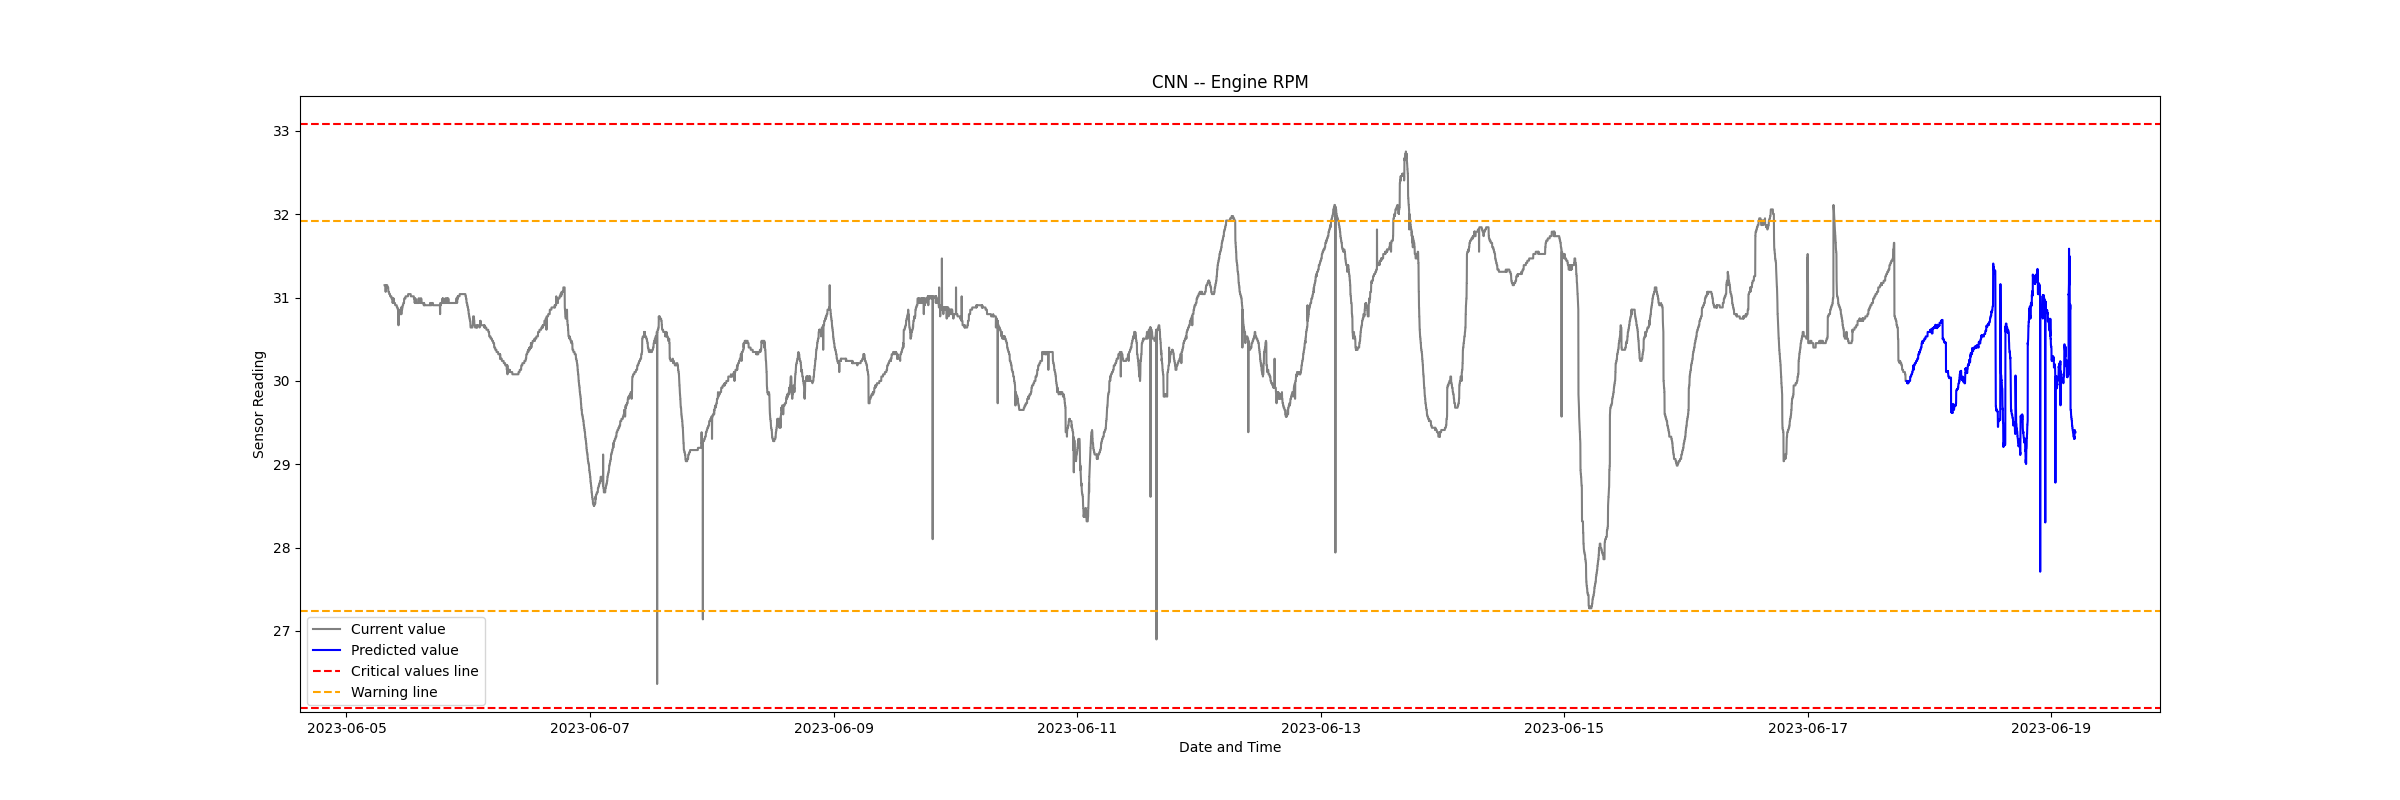 CNN -- Engine RPM
33
32
31
30
29
28
27
Sensor Reading
Current value
Predicted value
Critical values line
Warning line
2023-06-05 2023-06-07 2023-06-09 2023-06-11 2023-06-13 2023-06-15 2023-06-17 2023-06-19
Date and Time